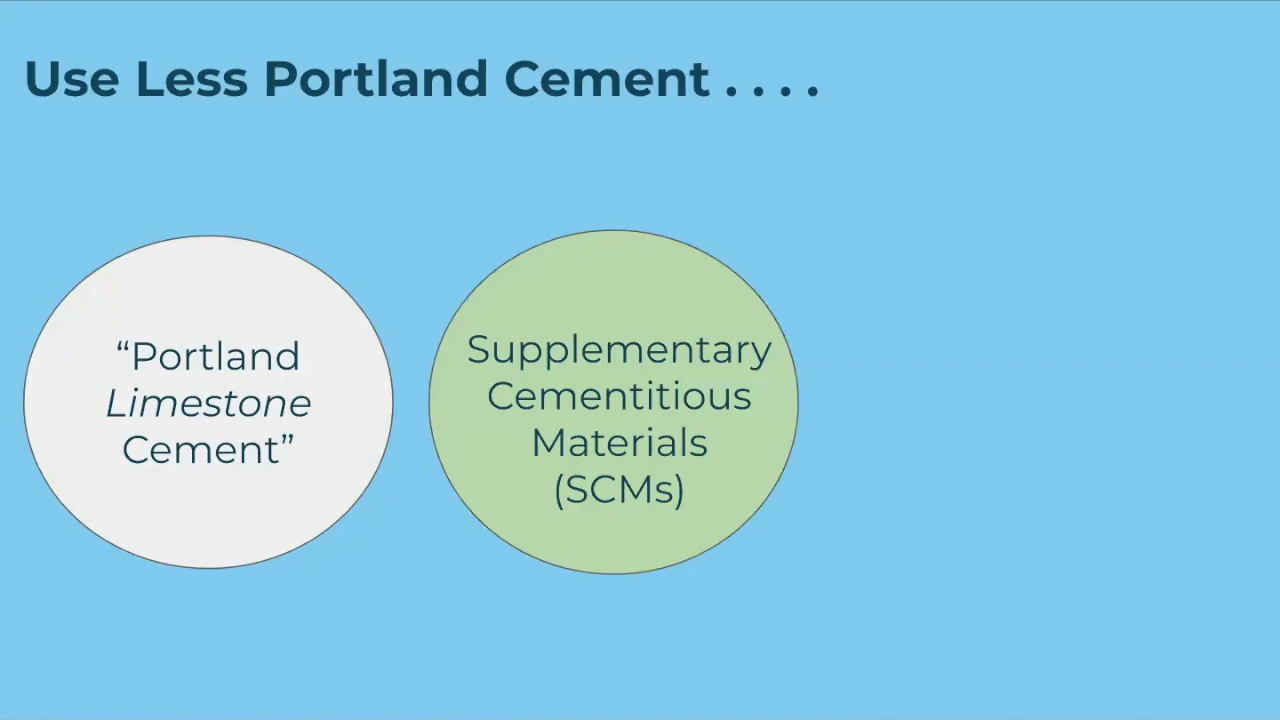 Use Less Portland Cement . . . .
“Portland
Limestone
Cement”
Supplementary
Cementitious
Materials
(SCMs)